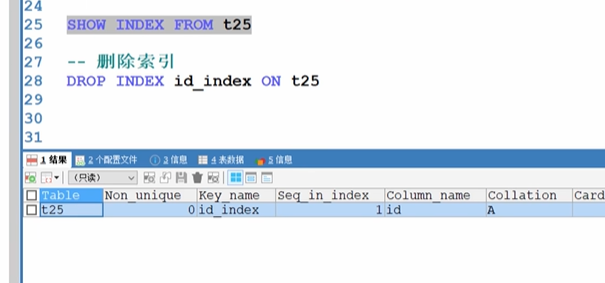 24
25 SHOW INDEX FROM t25
26
27 -- 删除索引
28 DROP INDEX id_index ON t25
29
30
31
1 结果 2 个配置文件 3 信息 4 表数据 5 信息
(只读)
Table Non_unique Key_name Seq_in_index Column_name Collation Card
t25 0 id_index 1 id A